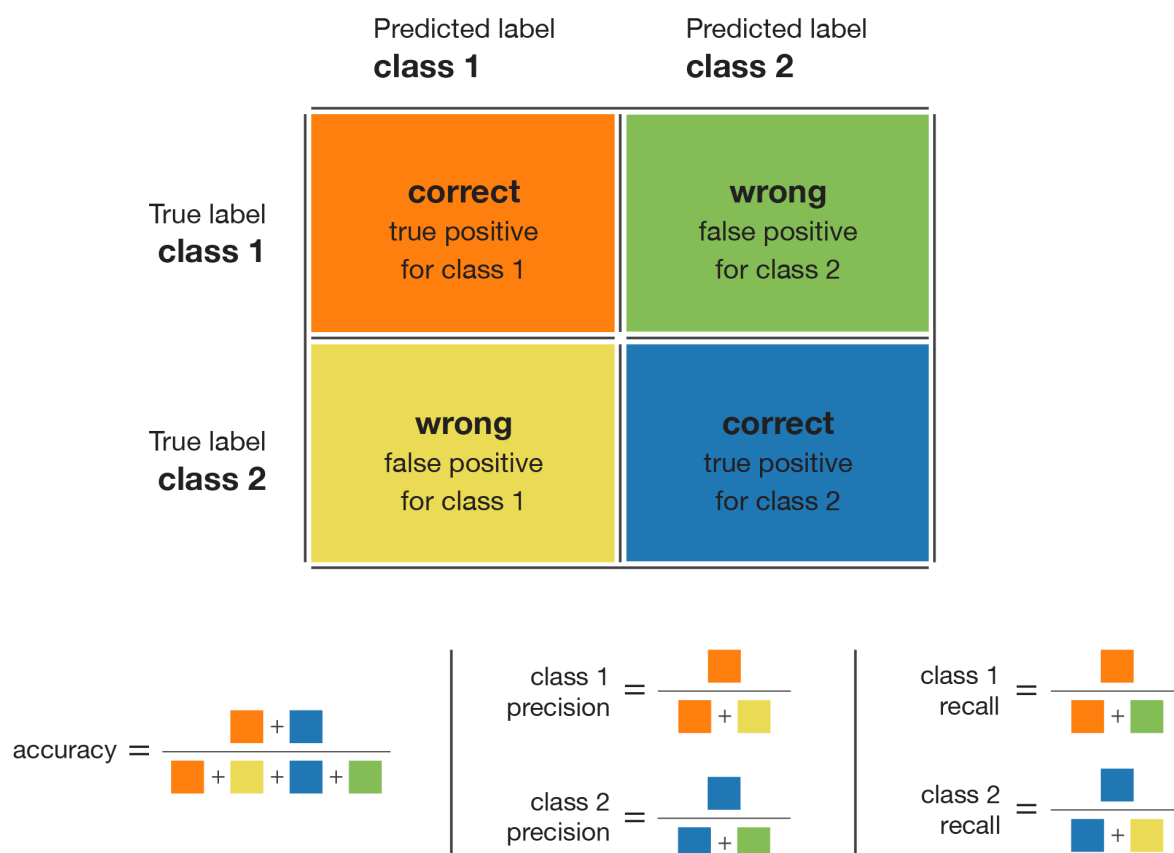 Predicted label
class 1
Predicted label
class 2
True label
class 1
correct
true positive
for class 1
wrong
false positive
for class 2
True label
class 2
wrong
false positive
for class 1
correct
true positive
for class 2
accuracy =
+
+ + +
class 1
precision
=
+
class 2
precision
=
+
class 1
recall
=
+
class 2
recall
=
+